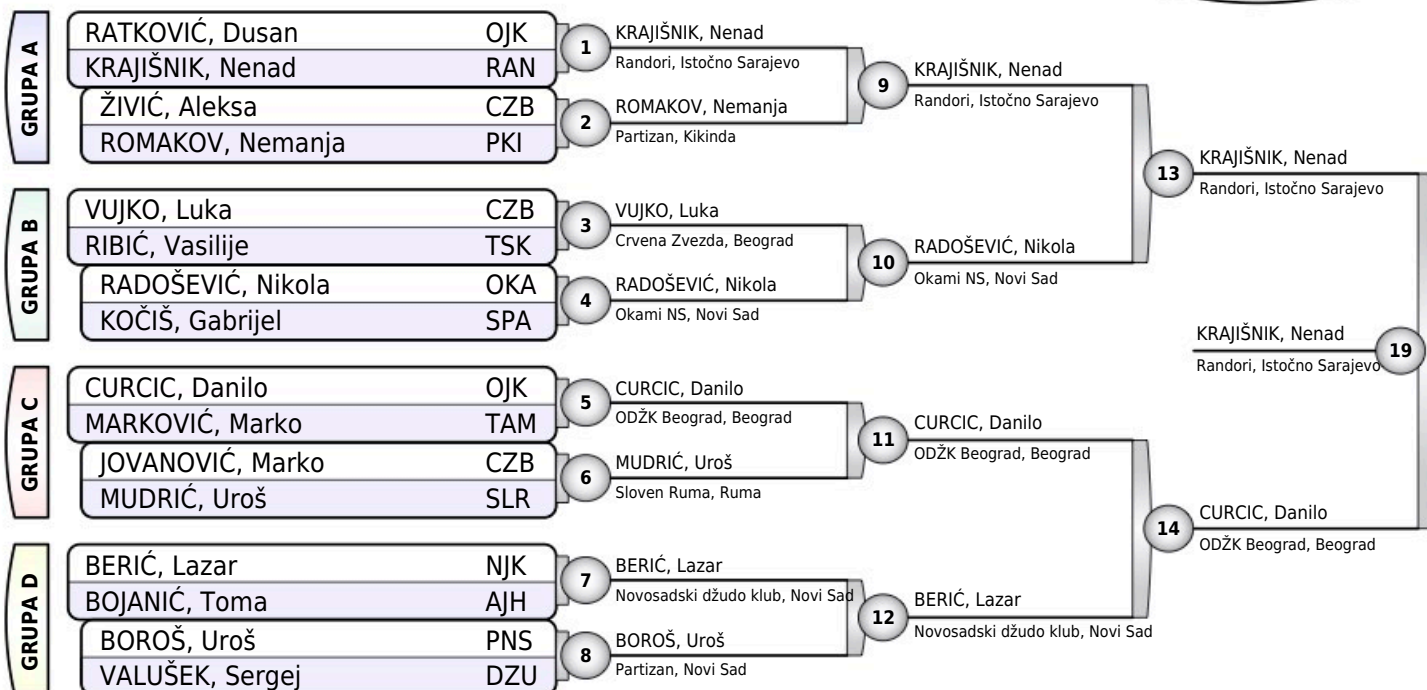 GRUPA A
RATKOVIĆ, Dusan OJK
KRAJIŠNIK, Nenad RAN
ŽIVIĆ, Aleksa CZB
ROMAKOV, Nemanja PKI
GRUPA B
VUJKO, Luka CZB
RIBIĆ, Vasilije TSK
RADOŠEVIĆ, Nikola OKA
KOČIŠ, Gabrijel SPA
GRUPA C
CURCIC, Danilo OJK
MARKOVIĆ, Marko TAM
JOVANOVIĆ, Marko CZB
MUDRIĆ, Uroš SLR
GRUPA D
BERIĆ, Lazar NJK
BOJANIĆ, Toma AJH
BOROŠ, Uroš PNS
VALUŠEK, Sergej DZU
1
KRAJIŠNIK, Nenad
Randori, Istočno Sarajevo
2
ROMAKOV, Nemanja
Partizan, Kikinda
3
VUJKO, Luka
Crvena Zvezda, Beograd
4
RADOŠEVIĆ, Nikola
Okami NS, Novi Sad
5
CURCIC, Danilo
ODŽK Beograd, Beograd
6
MUDRIĆ, Uroš
Sloven Ruma, Ruma
7
BERIĆ, Lazar
Novosadski džudo klub, Novi Sad
8
BOROŠ, Uroš
Partizan, Novi Sad
9
KRAJIŠNIK, Nenad
Randori, Istočno Sarajevo
10
RADOŠEVIĆ, Nikola
Okami NS, Novi Sad
11
CURCIC, Danilo
ODŽK Beograd, Beograd
12
BERIĆ, Lazar
Novosadski džudo klub, Novi Sad
13
KRAJIŠNIK, Nenad
Randori, Istočno Sarajevo
14
CURCIC, Danilo
ODŽK Beograd, Beograd
KRAJIŠNIK, Nenad
Randori, Istočno Sarajevo
19